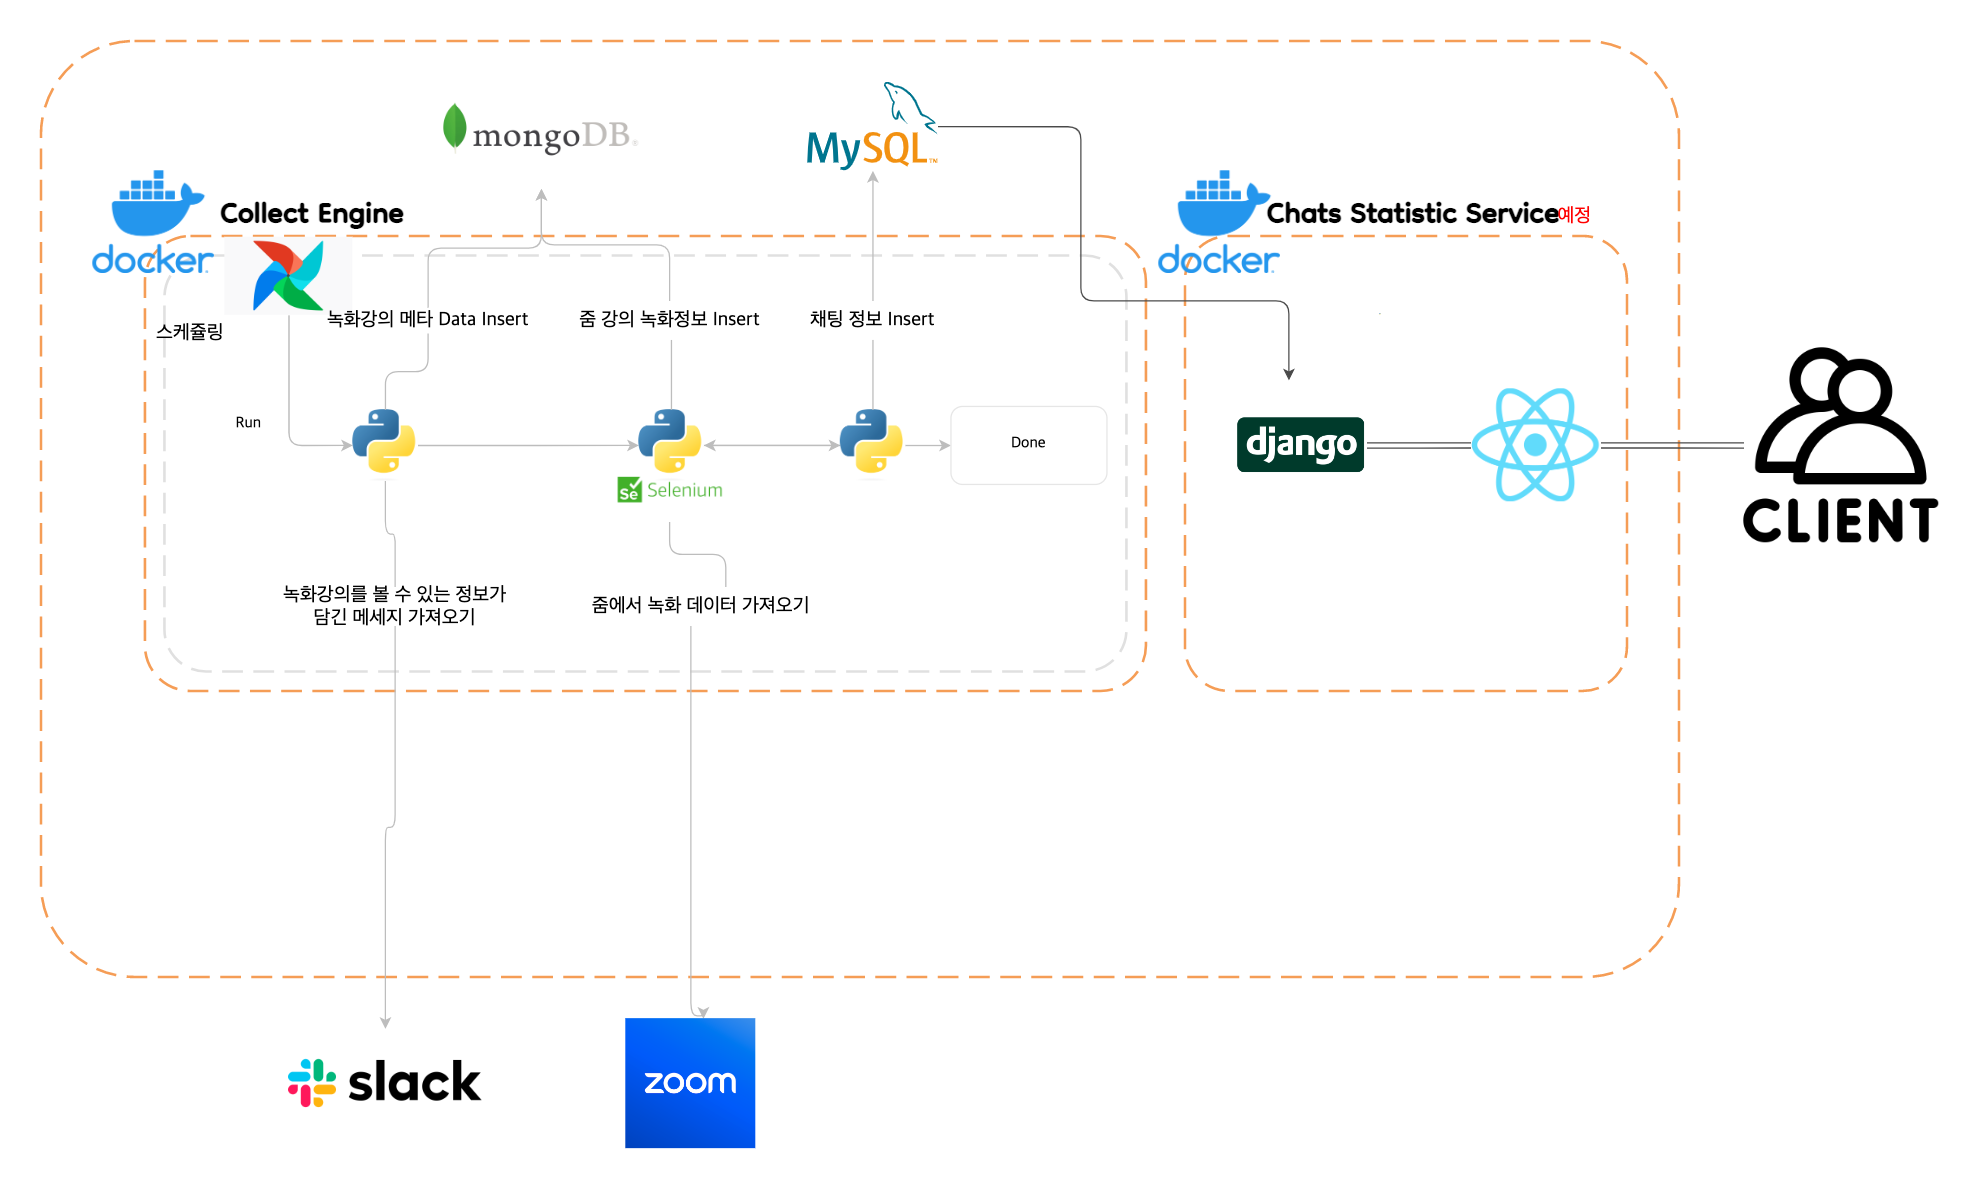 mongoDB®
MySQL™
docker
Collect Engine
docker
Chats Statistic Service예정
스케쥴링
녹화강의 메타 Data Insert
줌 강의 녹화정보 Insert
채팅 정보 Insert
Run
Done
django
Se Selenium
CLIENT
녹화강의를 볼 수 있는 정보가
담긴 메세지 가져오기
줌에서 녹화 데이터 가져오기
slack
zoom